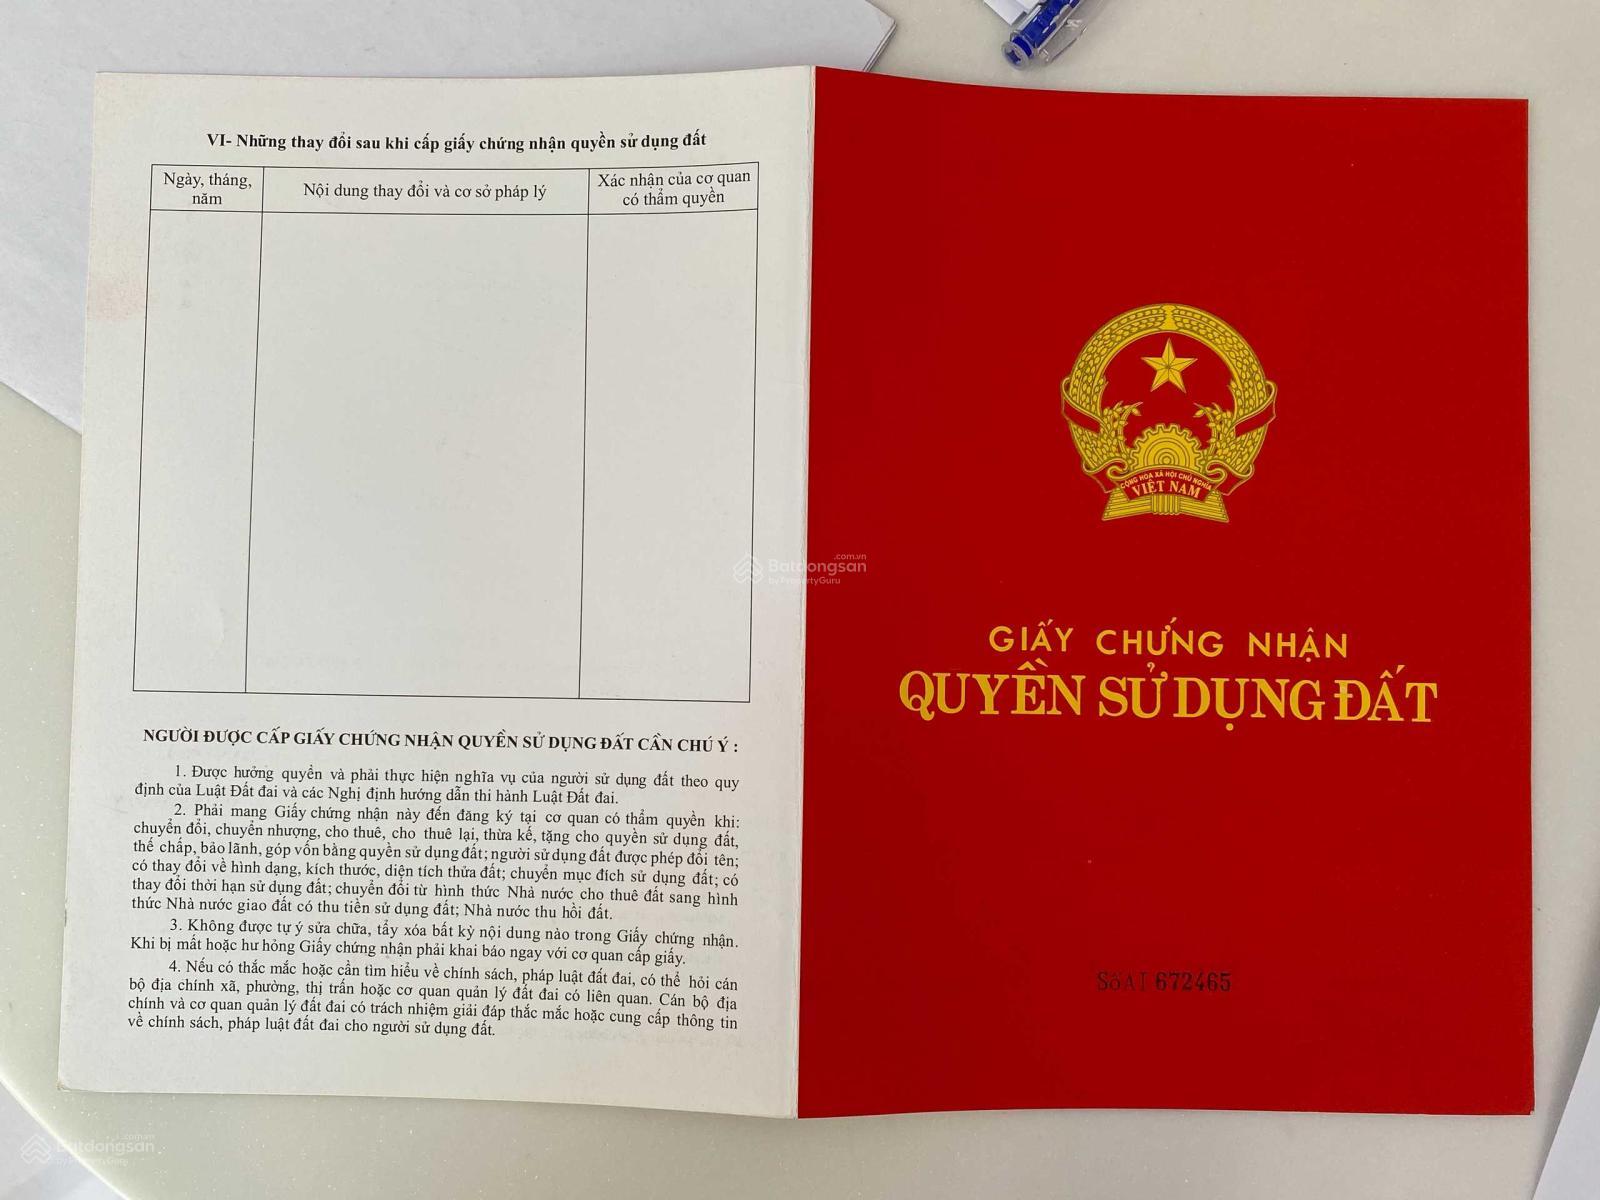 VI- Những thay đổi sau khi cấp giấy chứng nhận quyền sử dụng đất
Ngày, tháng,
năm
Nội dung thay đổi và cơ sở pháp lý
Xác nhận của cơ quan
có thẩm quyền
NGƯỜI ĐƯỢC CẤP GIẤY CHỨNG NHẬN QUYỀN SỬ DỤNG ĐẤT CẦN CHÚ Ý :
1. Được hưởng quyền và phải thực hiện nghĩa vụ của người sử dụng đất theo quy
định của Luật Đất đai và các Nghị định hướng dẫn thi hành Luật Đất đai.
2. Phải mang Giấy chứng nhận này đến đăng ký tại cơ quan có thẩm quyền khi:
chuyển đổi, chuyển nhượng, cho thuê, cho thuê lại, thừa kế, tặng cho quyền sử dụng đất,
thế chấp, bảo lãnh, góp vốn bằng quyền sử dụng đất; người sử dụng đất được phép đổi tên;
có thay đổi về hình dạng, kích thước, diện tích thửa đất; chuyển mục đích sử dụng đất; có
thay đổi thời hạn sử dụng đất; chuyển đổi từ hình thức Nhà nước cho thuê đất sang hình
thức Nhà nước giao đất có thu tiền sử dụng đất; Nhà nước thu hồi đất.
3. Không được tự ý sửa chữa, tẩy xóa bất kỳ nội dung nào trong Giấy chứng nhận.
Khi bị mất hoặc hư hỏng Giấy chứng nhận phải khai báo ngay với cơ quan cấp giấy.
4. Nếu có thắc mắc hoặc cần tìm hiểu về chính sách, pháp luật đất đai, có thể hỏi cán
bộ địa chính xã, phường, thị trấn hoặc cơ quan quản lý đất đai có liên quan. Cán bộ địa
chính và cơ quan quản lý đất đai có trách nhiệm giải đáp thắc mắc hoặc cung cấp thông tin
về chính sách, pháp luật đất đai cho người sử dụng đất.
CỘNG HÒA XÃ HỘI CHỦ NGHĨA
VIỆT NAM
GIẤY CHỨNG NHẬN
QUYỀN SỬ DỤNG ĐẤT
Số AI 672465
Batdongsan
.com.vn
by PropertyGuru
Batdongsan
.com.vn
by PropertyGuru